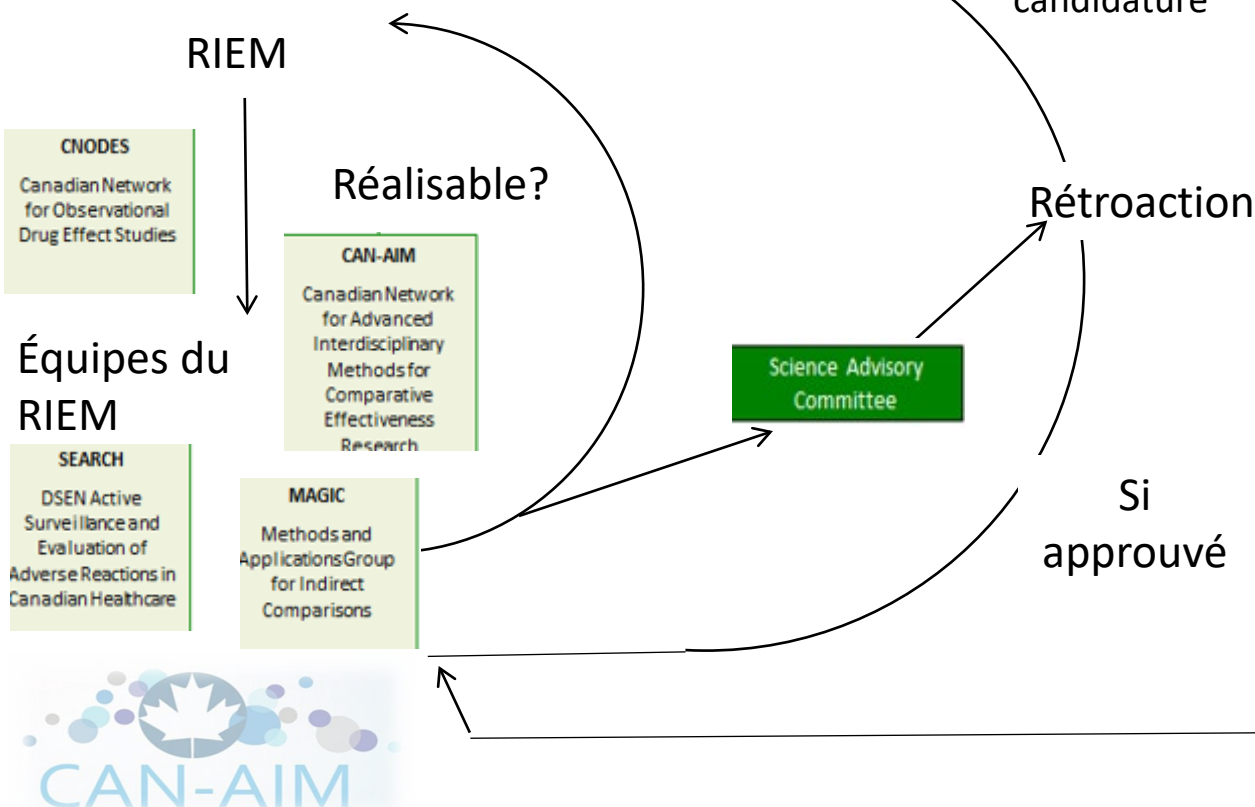 candidature
RIEM
CNODES
Canadian Network
for Observational
Drug Effect Studies
Réalisable?
Rétroaction
CAN-AIM
Canadian Network
for Advanced
Interdisciplinary
Methods for
Comparative
Effectiveness
Research
Équipes du
RIEM
Science Advisory
Committee
SEARCH
DSEN Active
Surveillance and
Evaluation of
Adverse Reactions in
Canadian Healthcare
MAGIC
Methods and
Applications Group
for Indirect
Comparisons
Si
approuvé
CAN-AIM